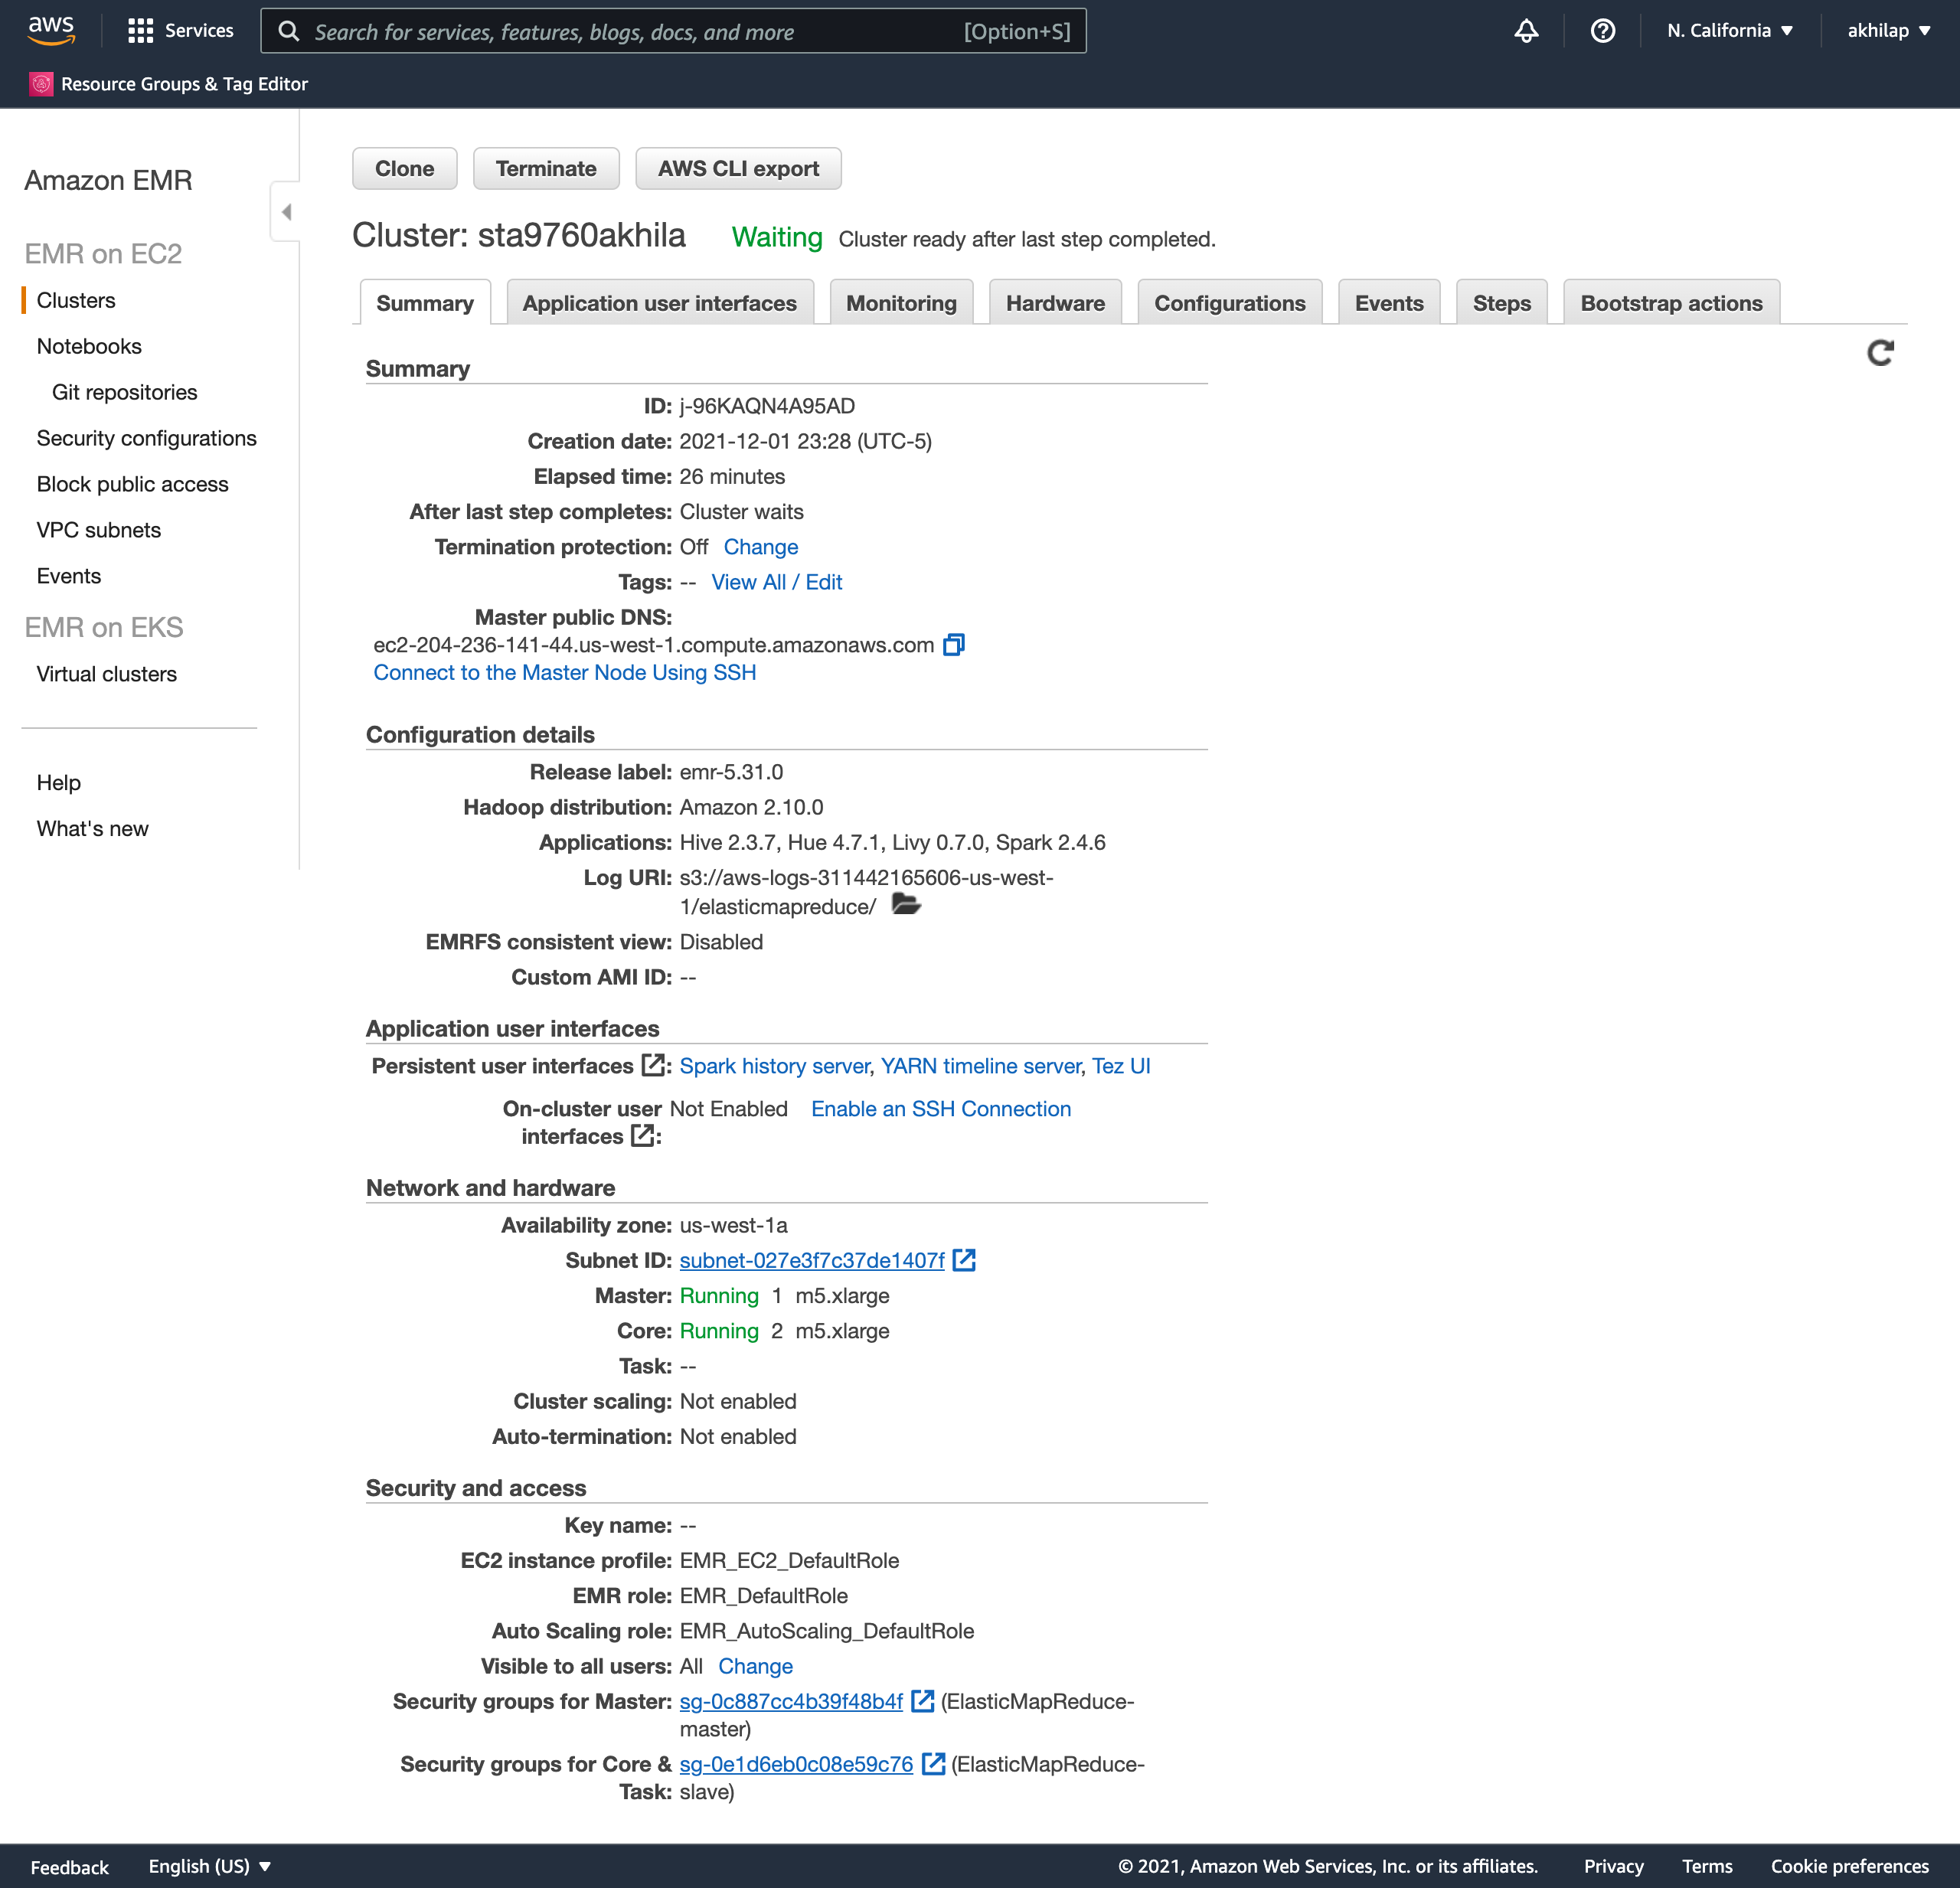 aws
Services
Search for services, features, blogs, docs, and more [Option+S]
N. California
akhilap
Resource Groups & Tag Editor
Amazon EMR
EMR on EC2
Clusters
Notebooks
Git repositories
Security configurations
Block public access
VPC subnets
Events
EMR on EKS
Virtual clusters
Help
What's new
Clone Terminate AWS CLI export
Cluster: sta9760akhila Waiting Cluster ready after last step completed.
Summary Application user interfaces Monitoring Hardware Configurations Events Steps Bootstrap actions
Summary
ID: j-96KAQN4A95AD
Creation date: 2021-12-01 23:28 (UTC-5)
Elapsed time: 26 minutes
After last step completes: Cluster waits
Termination protection: Off Change
Tags: -- View All / Edit
Master public DNS:
ec2-204-236-141-44.us-west-1.compute.amazonaws.com
Connect to the Master Node Using SSH
Configuration details
Release label: emr-5.31.0
Hadoop distribution: Amazon 2.10.0
Applications: Hive 2.3.7, Hue 4.7.1, Livy 0.7.0, Spark 2.4.6
Log URI: s3://aws-logs-311442165606-us-west-
1/elasticmapreduce/
EMRFS consistent view: Disabled
Custom AMI ID: --
Application user interfaces
Persistent user interfaces : Spark history server, YARN timeline server, Tez UI
On-cluster user Not Enabled Enable an SSH Connection
interfaces :
Network and hardware
Availability zone: us-west-1a
Subnet ID: subnet-027e3f7c37de1407f
Master: Running 1 m5.xlarge
Core: Running 2 m5.xlarge
Task: --
Cluster scaling: Not enabled
Auto-termination: Not enabled
Security and access
Key name: --
EC2 instance profile: EMR_EC2_DefaultRole
EMR role: EMR_DefaultRole
Auto Scaling role: EMR_AutoScaling_DefaultRole
Visible to all users: All Change
Security groups for Master: sg-0c887cc4b39f48b4f (ElasticMapReduce-
master)
Security groups for Core & sg-0e1d6eb0c08e59c76 (ElasticMapReduce-
Task: slave)
Feedback English (US) © 2021, Amazon Web Services, Inc. or its affiliates. Privacy Terms Cookie preferences